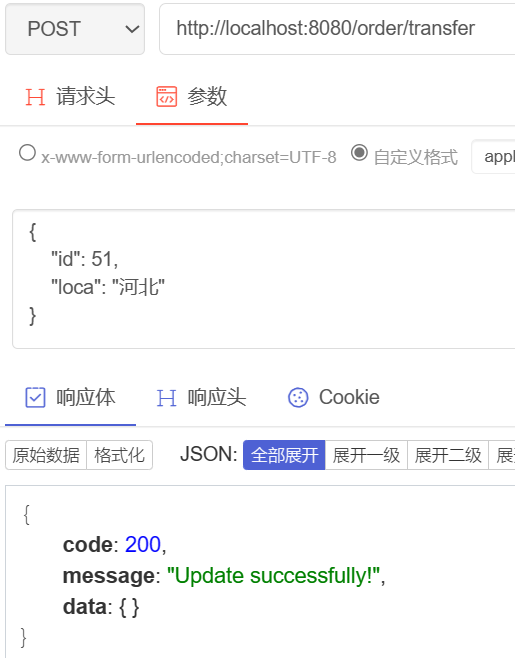 POST http://localhost:8080/order/transfer
请求头 参数
x-www-form-urlencoded;charset=UTF-8 自定义格式 appl
{
"id": 51,
"loca": "河北"
}
响应体 响应头 Cookie
原始数据 格式化 JSON: 全部展开 展开一级 展开二级 展
{
code: 200,
message: "Update successfully!",
data: { }
}